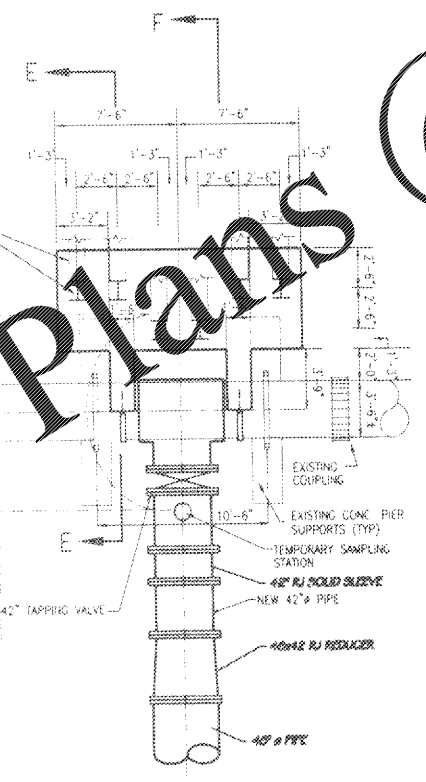 F
E
7'-6" 7'-6"
1'-3" 1'-3" 1'-3" 1'-3"
2'-6" 2'-6" 2'-6" 2'-6"
3'-2"
Plans
2'-6"
2'-6"
1'-3"
2'-0"
3'-9"
3'-6"±
EXISTING
COUPLING
10'-6"
EXISTING CONC. PIER
SUPPORTS (TYP)
E
TEMPORARY SAMPLING
STATION
42" RJ SOLID SLEEVE
42" TAPPING VALVE
NEW 42"ø PIPE
RJ REDUCER
ø PIPE